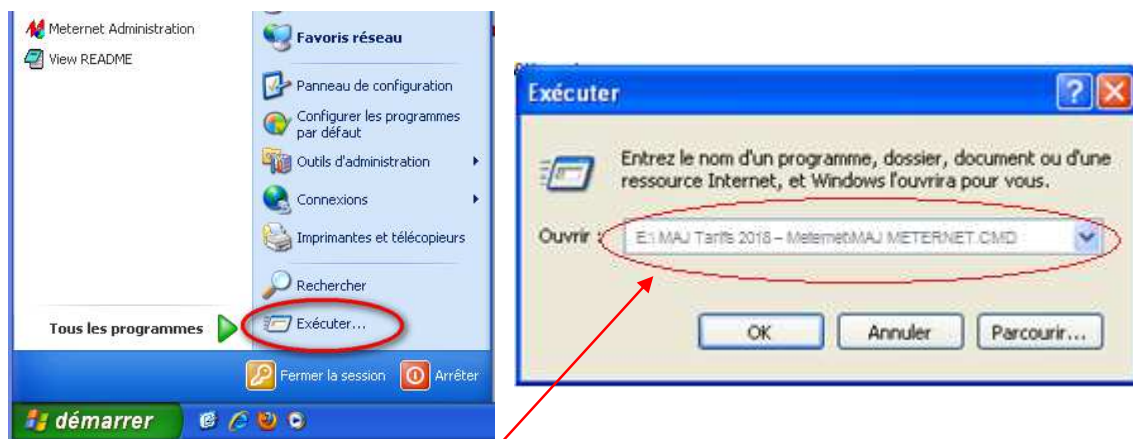 Meternet Administration
View README
Favoris réseau
Panneau de configuration
Configurer les programmes
par défaut
Outils d'administration
Connexions
Imprimantes et télécopieurs
Rechercher
Exécuter...
Tous les programmes
Fermer la session
Arrêter
démarrer
Exécuter
Entrez le nom d'un programme, dossier, document ou d'une
ressource Internet, et Windows l'ouvrira pour vous.
Ouvrir :
E:\MAJ Tarifs 2018 – Meternet\MAJ METERNET.CMD
OK
Annuler
Parcourir...